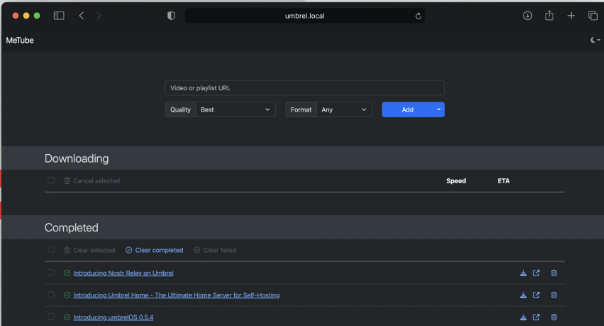 umbrel.local
MeTube
Video or playlist URL
Quality Best Format Any Add
Downloading
Cancel selected Speed ETA
Completed
Clear selected Clear completed Clear failed
Introducing Nostr Relay on Umbrel
Introducing Umbrel Home – The Ultimate Home Server for Self-Hosting
Introducing umbrelOS 0.5.4